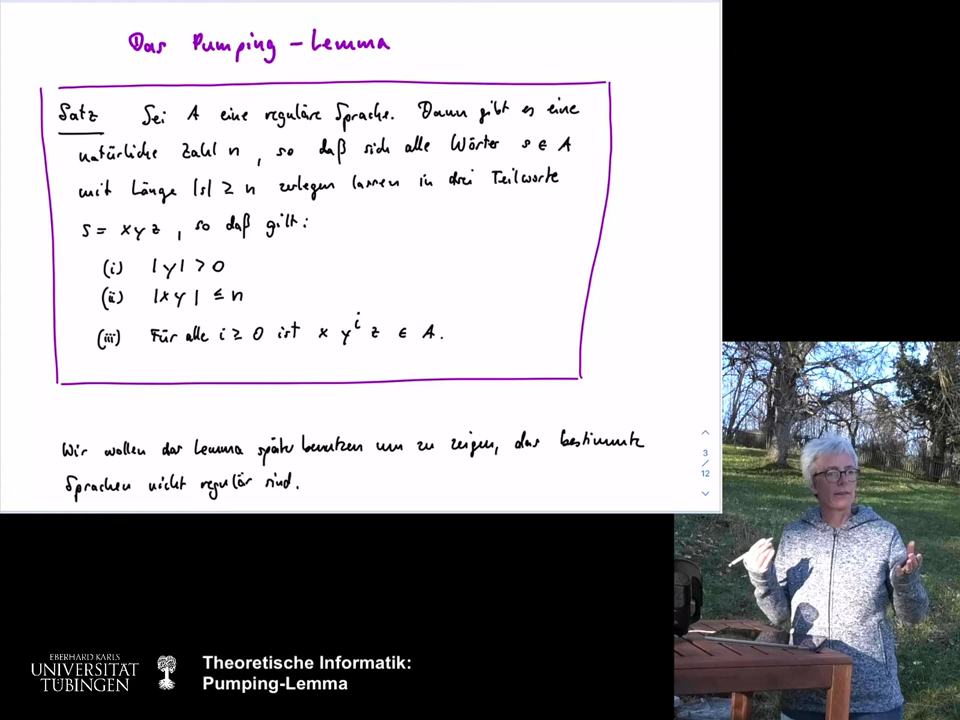 Das Pumping-Lemma
Satz Sei A eine reguläre Sprache. Dann gibt es eine
natürliche Zahl n, so daß sich alle Wörter s ∈ A
mit Länge |s| ≥ n zerlegen lassen in drei Teilworte
s = x y z, so daß gilt:
(i) |y| > 0
(ii) |xy| ≤ n
(iii) Für alle i ≥ 0 ist x yⁱ z ∈ A.
Wir wollen das Lemma später benutzen um zu zeigen, das bestimmte
Sprachen nicht regulär sind.
3
/
12
EBERHARD KARLS
UNIVERSITÄT
TÜBINGEN
Theoretische Informatik:
Pumping-Lemma